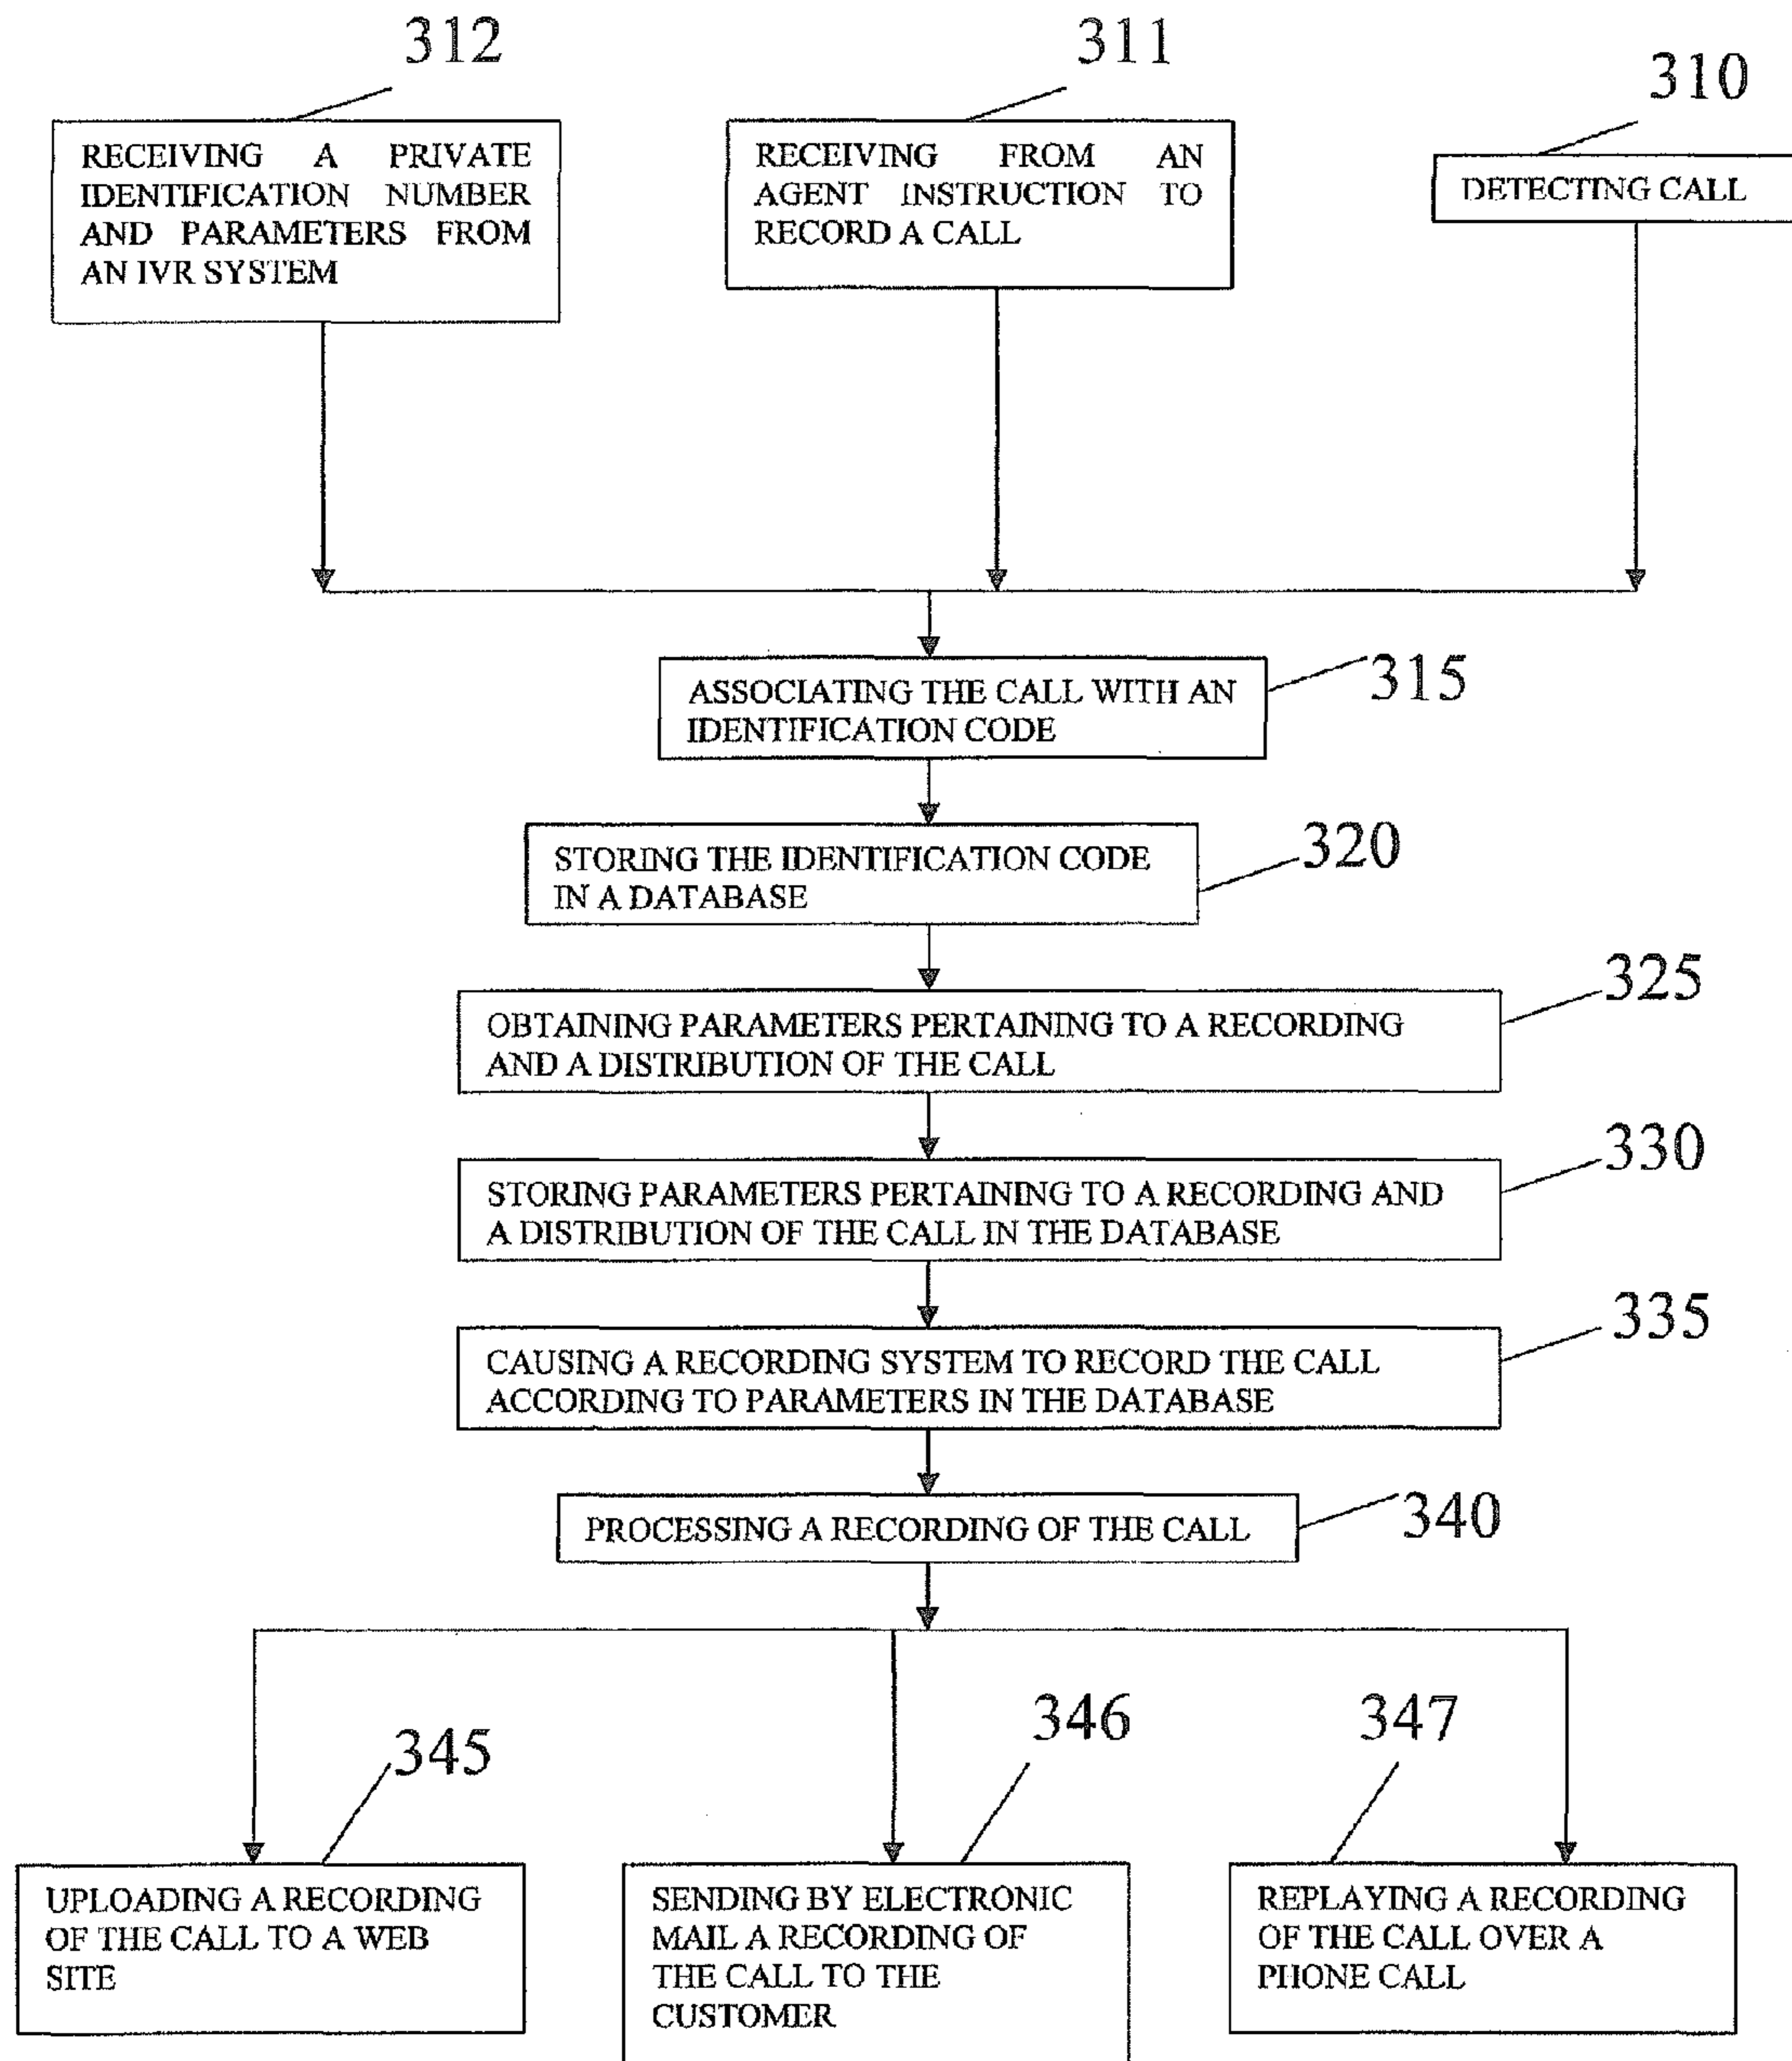 312
311
310
RECEIVING A PRIVATE
IDENTIFICATION NUMBER
AND PARAMETERS FROM
AN IVR SYSTEM
RECEIVING FROM AN
AGENT INSTRUCTION TO
RECORD A CALL
DETECTING CALL
315
ASSOCIATING THE CALL WITH AN
IDENTIFICATION CODE
320
STORING THE IDENTIFICATION CODE
IN A DATABASE
325
OBTAINING PARAMETERS PERTAINING TO A RECORDING
AND A DISTRIBUTION OF THE CALL
330
STORING PARAMETERS PERTAINING TO A RECORDING AND
A DISTRIBUTION OF THE CALL IN THE DATABASE
335
CAUSING A RECORDING SYSTEM TO RECORD THE CALL
ACCORDING TO PARAMETERS IN THE DATABASE
340
PROCESSING A RECORDING OF THE CALL
345
346
347
UPLOADING A RECORDING
OF THE CALL TO A WEB
SITE
SENDING BY ELECTRONIC
MAIL A RECORDING OF
THE CALL TO THE
CUSTOMER
REPLAYING A RECORDING
OF THE CALL OVER A
PHONE CALL